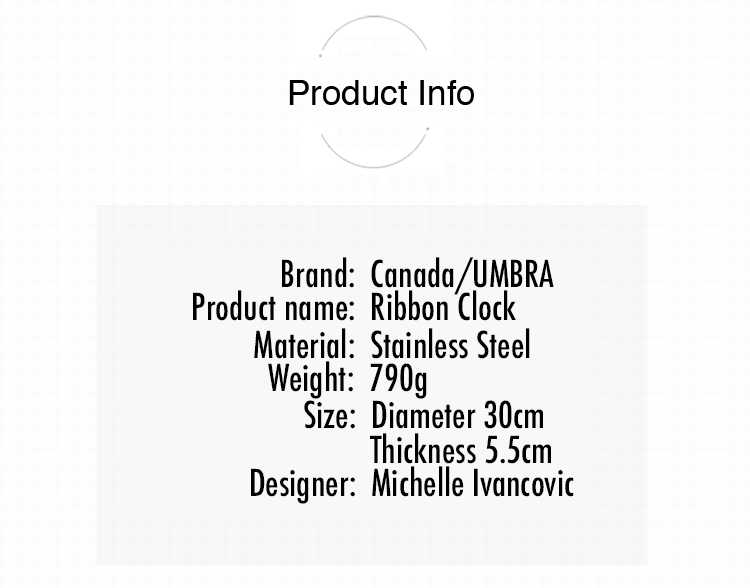 Product Info
Brand: Canada/UMBRA
Product name: Ribbon Clock
Material: Stainless Steel
Weight: 790g
Size: Diameter 30cm
Thickness 5.5cm
Designer: Michelle Ivancovic